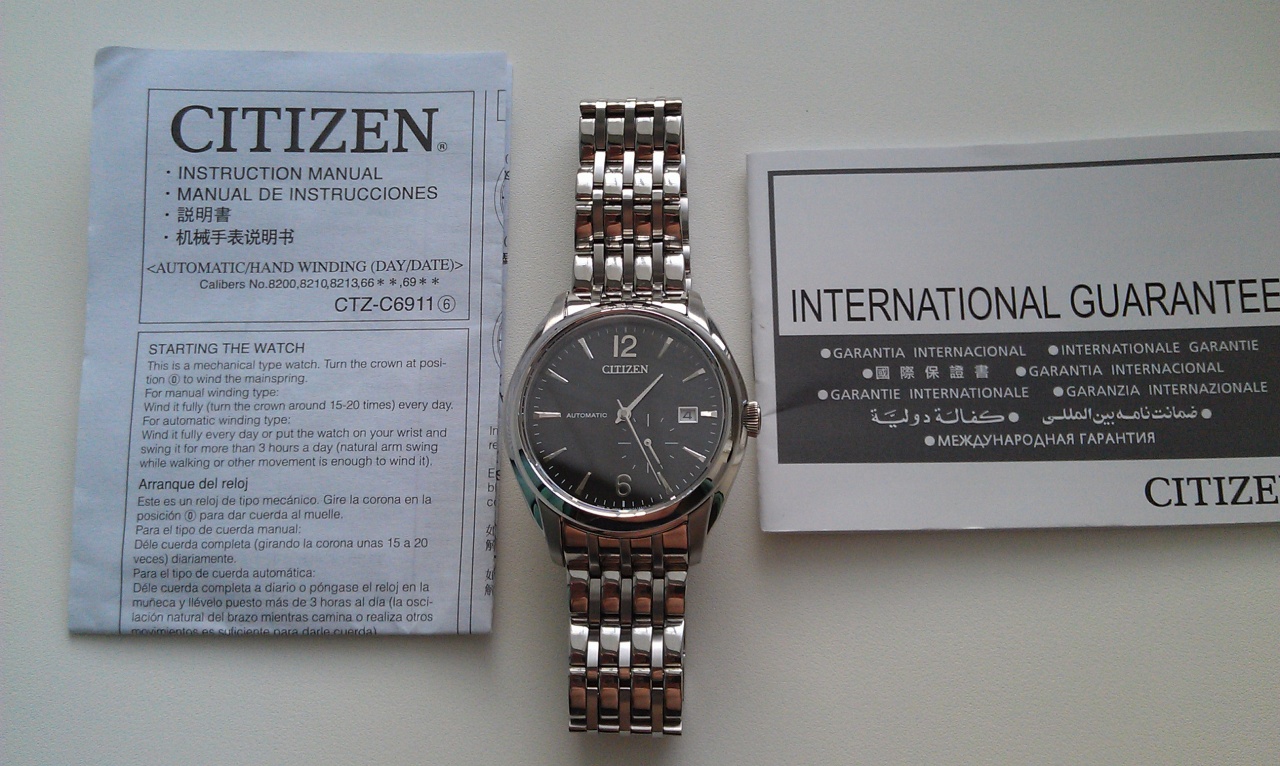 CITIZEN®
· INSTRUCTION MANUAL
· MANUAL DE INSTRUCCIONES
· 説明書
· 机械手表说明书
<AUTOMATIC/HAND WINDING (DAY/DATE)>
Calibers No.8200,8210,8213,66**,69**
CTZ-C6911⑥
STARTING THE WATCH
This is a mechanical type watch. Turn the crown at posi-
tion ⓪ to wind the mainspring.
For manual winding type:
Wind it fully (turn the crown around 15-20 times) every day.
For automatic winding type:
Wind it fully every day or put the watch on your wrist and
swing it for more than 3 hours a day (natural arm swing
while walking or other movement is enough to wind it).
Arranque del reloj
Este es un reloj de tipo mecánico. Gire la corona en la
posición ⓪ para dar cuerda al muelle.
Para el tipo de cuerda manual:
Déle cuerda completa (girando la corona unas 15 a 20
veces) diariamente.
Para el tipo de cuerda automática:
Déle cuerda completa a diario o póngase el reloj en la
muñeca y llévelo puesto más de 3 horas al día (la osci-
lación natural del brazo mientras camina o realiza otros
movimientos es suficiente para darle cuerda)
12
CITIZEN
AUTOMATIC
4
6
INTERNATIONAL GUARANTEE
●GARANTIA INTERNACIONAL ●INTERNATIONALE GARANTIE
●國際保證書 ●GARANTIA INTERNACIONAL
●GARANTIE INTERNATIONALE ●GARANZIA INTERNAZIONALE
●ضمانت‌نامه بین‌المللی ●كفالة دولية
●МЕЖДУНАРОДНАЯ ГАРАНТИЯ
CITIZE